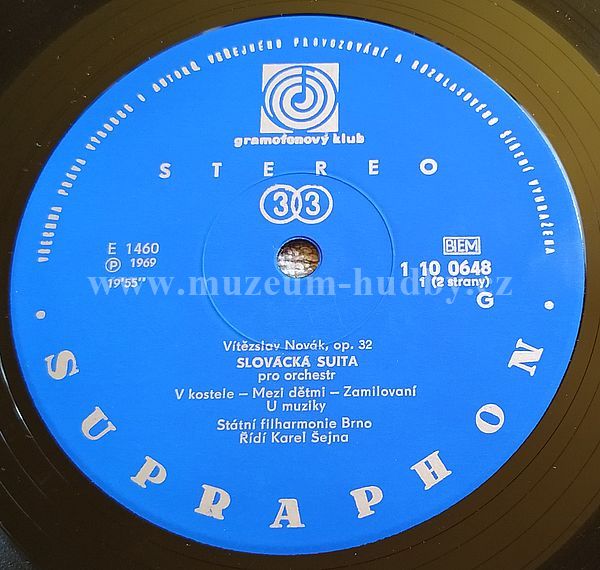 VŠECHNA PRÁVA VÝROBCE I AUTORA VEŘEJNÉHO PROVOZOVÁNÍ A ROZHLASOVÉHO ŠÍŘENÍ VYHRAZENA
gramofonový klub
STEREO
33
E 1460
℗ 1969
19'55"
BIEM
1 10 0648
1 (2 strany)
G
www.muzeum-hudby.cz
Vítězslav Novák, op. 32
SLOVÁCKÁ SUITA
pro orchestr
V kostele – Mezi dětmi – Zamilovaní
U muziky
Státní filharmonie Brno
Řídí Karel Šejna
• SUPRAPHON •